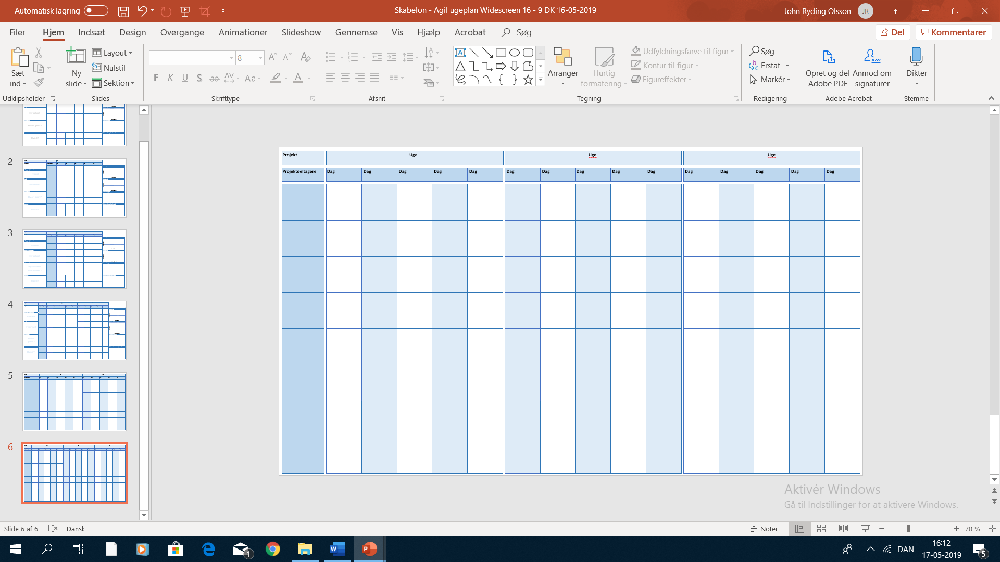 Automatisk lagring
Skabelon - Agil ugeplan Widescreen 16 - 9 DK 16-05-2019
John Ryding Olsson
JR
Filer Hjem Indsæt Design Overgange Animationer Slideshow Gennemse Vis Hjælp Acrobat Søg
Del
Kommentarer
Sæt ind
Udklipsholder
Ny slide
Layout
Nulstil
Sektion
Slides
8
F K U S ab AV Aa A
Skrifttype
Afsnit
Arranger
Hurtig formatering
Udfyldningsfarve til figur
Kontur til figur
Figureffekter
Tegning
Søg
Erstat
Markér
Redigering
Opret og del Adobe PDF
Anmod om signaturer
Adobe Acrobat
Dikter
Stemme
2
3
4
5
6
Projekt Uge Uge Uge
Projektdeltagere Dag Dag Dag Dag Dag Dag Dag Dag Dag Dag Dag Dag Dag Dag Dag
Aktivér Windows
Gå til Indstillinger for at aktivere Windows.
Slide 6 af 6
Dansk
Noter
70 %
1
DAN
16:12
17-05-2019
5